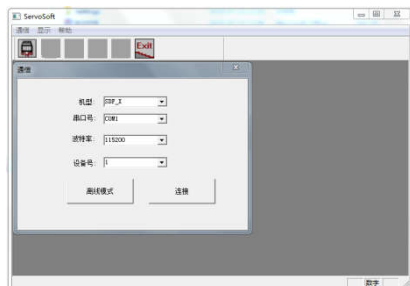 ServoSoft
通信 显示 帮助
Exit
通信
机型: SDF_X
串口号: COM1
波特率: 115200
设备号: 1
离线模式 连接
数字